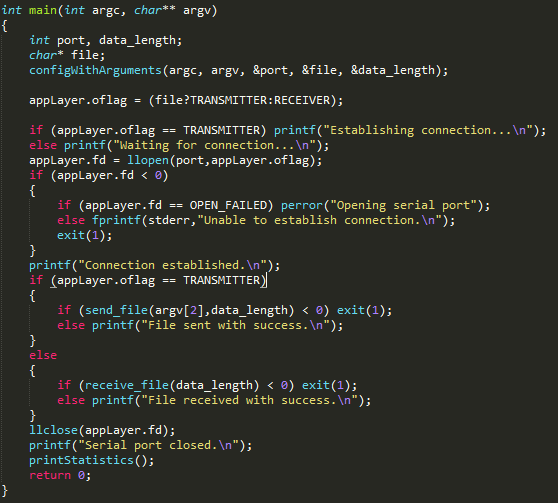 int main(int argc, char** argv)
{
    int port, data_length;
    char* file;
    configWithArguments(argc, argv, &port, &file, &data_length);

    appLayer.oflag = (file?TRANSMITTER:RECEIVER);

    if (appLayer.oflag == TRANSMITTER) printf("Establishing connection...\n");
    else printf("Waiting for connection...\n");
    appLayer.fd = llopen(port,appLayer.oflag);
    if (appLayer.fd < 0)
    {
        if (appLayer.fd == OPEN_FAILED) perror("Opening serial port");
        else fprintf(stderr,"Unable to establish connection.\n");
        exit(1);
    }
    printf("Connection established.\n");
    if (appLayer.oflag == TRANSMITTER)
    {
        if (send_file(argv[2],data_length) < 0) exit(1);
        else printf("File sent with success.\n");
    }
    else
    {
        if (receive_file(data_length) < 0) exit(1);
        else printf("File received with success.\n");
    }
    llclose(appLayer.fd);
    printf("Serial port closed.\n");
    printStatistics();
    return 0;
}